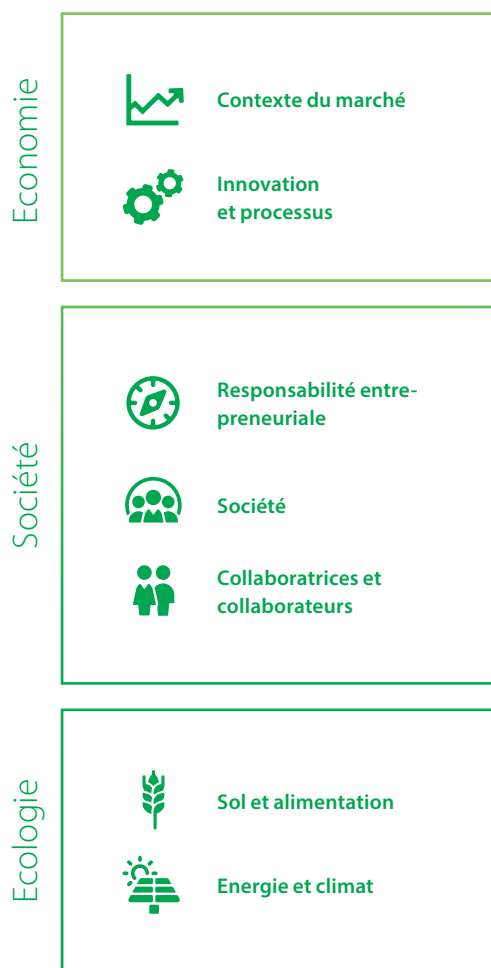 Economie
Contexte du marché
Innovation
et processus
Société
Responsabilité entre-
preneuriale
Société
Collaboratrices et
collaborateurs
Ecologie
Sol et alimentation
Energie et climat